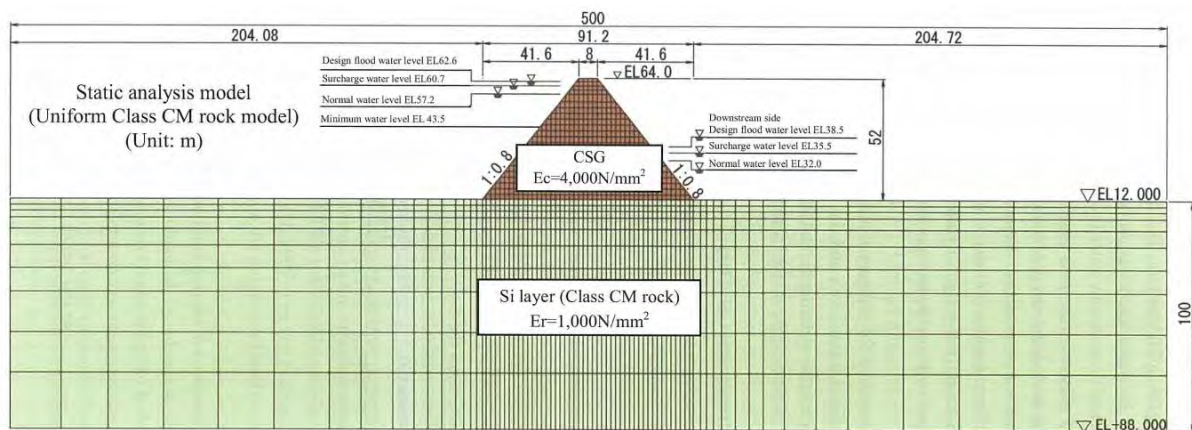 500
204.08
91.2
204.72
41.6
8
41.6
Design flood water level EL62.6
Surcharge water level EL60.7
Normal water level EL57.2
Minimum water level EL 43.5
EL64.0
Static analysis model
(Uniform Class CM rock model)
(Unit: m)
Downstream side
Design flood water level EL38.5
Surcharge water level EL35.5
Normal water level EL32.0
52
CSG
Ec=4,000N/mm²
1:0.8
1:0.8
EL12.000
Si layer (Class CM rock)
Er=1,000N/mm²
100
EL-88.000